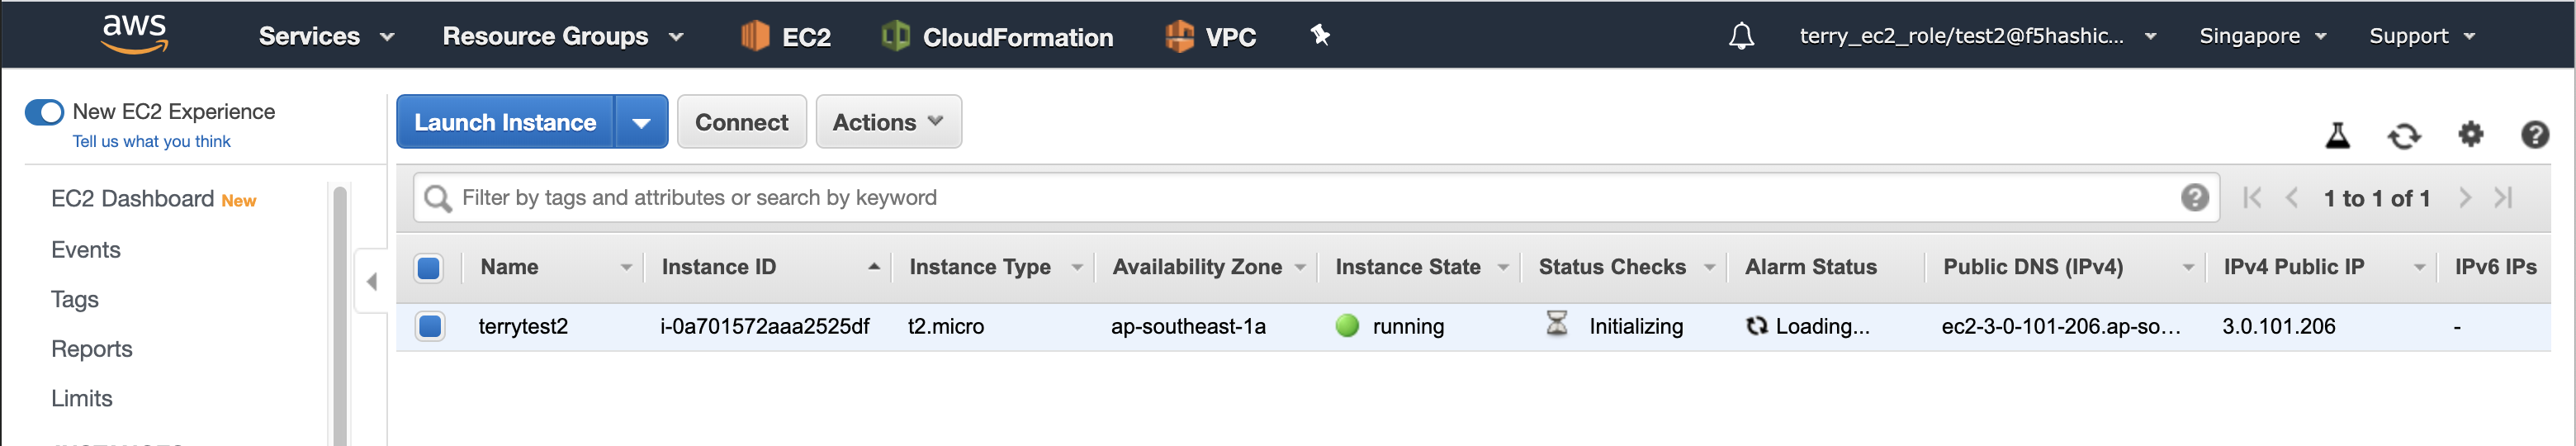 aws Services Resource Groups EC2 CloudFormation VPC terry_ec2_role/test2@f5hashic... Singapore Support
New EC2 Experience
Tell us what you think
EC2 Dashboard New
Events
Tags
Reports
Limits
Launch Instance Connect Actions
Filter by tags and attributes or search by keyword 1 to 1 of 1
Name Instance ID Instance Type Availability Zone Instance State Status Checks Alarm Status Public DNS (IPv4) IPv4 Public IP IPv6 IPs
terrytest2 i-0a701572aaa2525df t2.micro ap-southeast-1a running Initializing Loading... ec2-3-0-101-206.ap-so... 3.0.101.206 -